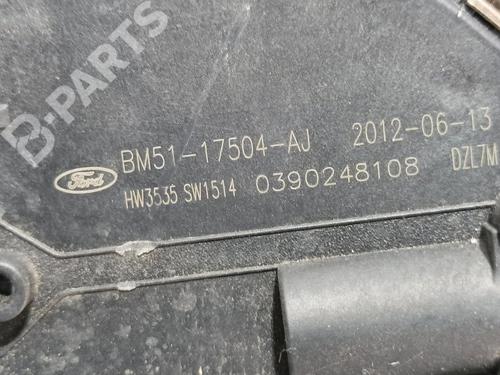 B-PARTS
BM51-17504-AJ 2012-06-13
Ford
HW3535 SW1514 0390248108 DZL7M